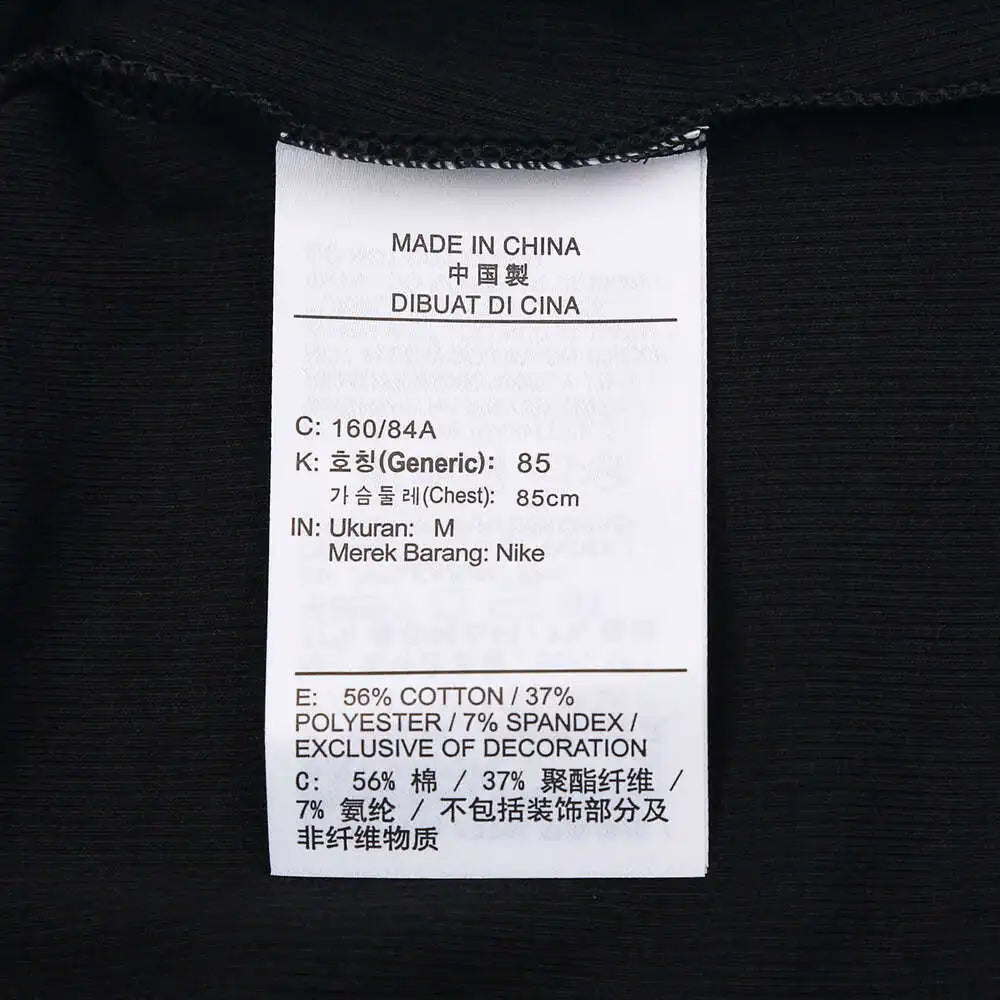 MADE IN CHINA
中国製
DIBUAT DI CINA
C: 160/84A
K: 호칭(Generic): 85
가슴둘레(Chest): 85cm
IN: Ukuran: M
Merek Barang: Nike
E: 56% COTTON / 37%
POLYESTER / 7% SPANDEX /
EXCLUSIVE OF DECORATION
C: 56% 棉 / 37% 聚酯纤维 /
7% 氨纶 / 不包括装饰部分及
非纤维物质